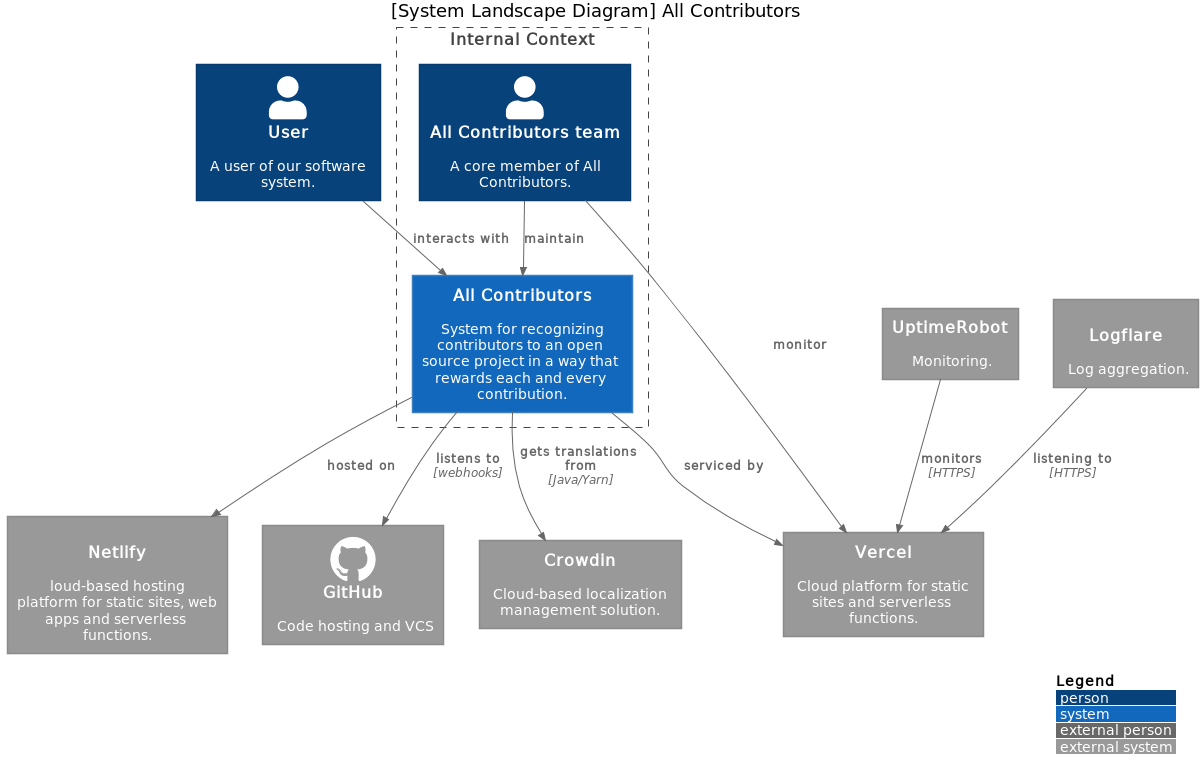 [System Landscape Diagram] All Contributors
Internal Context
User
A user of our software
system.
All Contributors team
A core member of All
Contributors.
interacts with
maintain
All Contributors
System for recognizing
contributors to an open
source project in a way that
rewards each and every
contribution.
monitor
UptimeRobot
Monitoring.
Logflare
Log aggregation.
hosted on
listens to
[webhooks]
gets translations
from
[Java/Yarn]
serviced by
monitors
[HTTPS]
listening to
[HTTPS]
Netlify
loud-based hosting
platform for static sites, web
apps and serverless
functions.
GitHub
Code hosting and VCS
Crowdin
Cloud-based localization
management solution.
Vercel
Cloud platform for static
sites and serverless
functions.
Legend
person
system
external person
external system